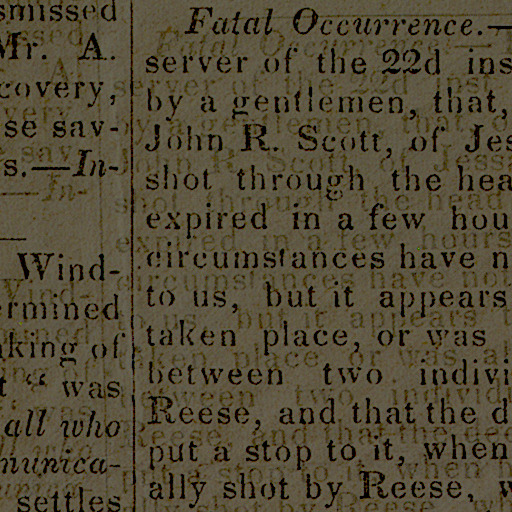 smissed
Mr. A.
covery,
se sav-
s.—In-
Wind-
ermined
king of
t “ was
all who
munica-
settles
Fatal Occurrence.—
server of the 22d ins
by a gentlemen, that,
John R. Scott, of Jes
shot through the hea
expired in a few hou
circumstances have n
to us, but it appears
taken place, or was
between two indivi
Reese, and that the d
put a stop to it, when
ally shot by Reese, w